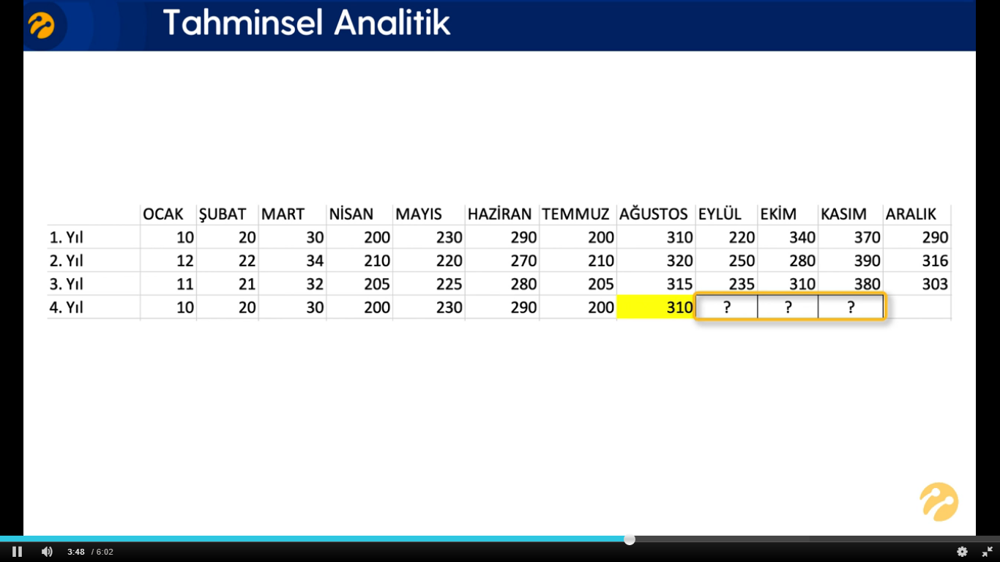 Tahminsel Analitik
OCAK ŞUBAT MART NİSAN MAYIS HAZİRAN TEMMUZ AĞUSTOS EYLÜL EKİM KASIM ARALIK
1. Yıl 10 20 30 200 230 290 200 310 220 340 370 290
2. Yıl 12 22 34 210 220 270 210 320 250 280 390 316
3. Yıl 11 21 32 205 225 280 205 315 235 310 380 303
4. Yıl 10 20 30 200 230 290 200 310 ? ? ?
3:48 / 6:02